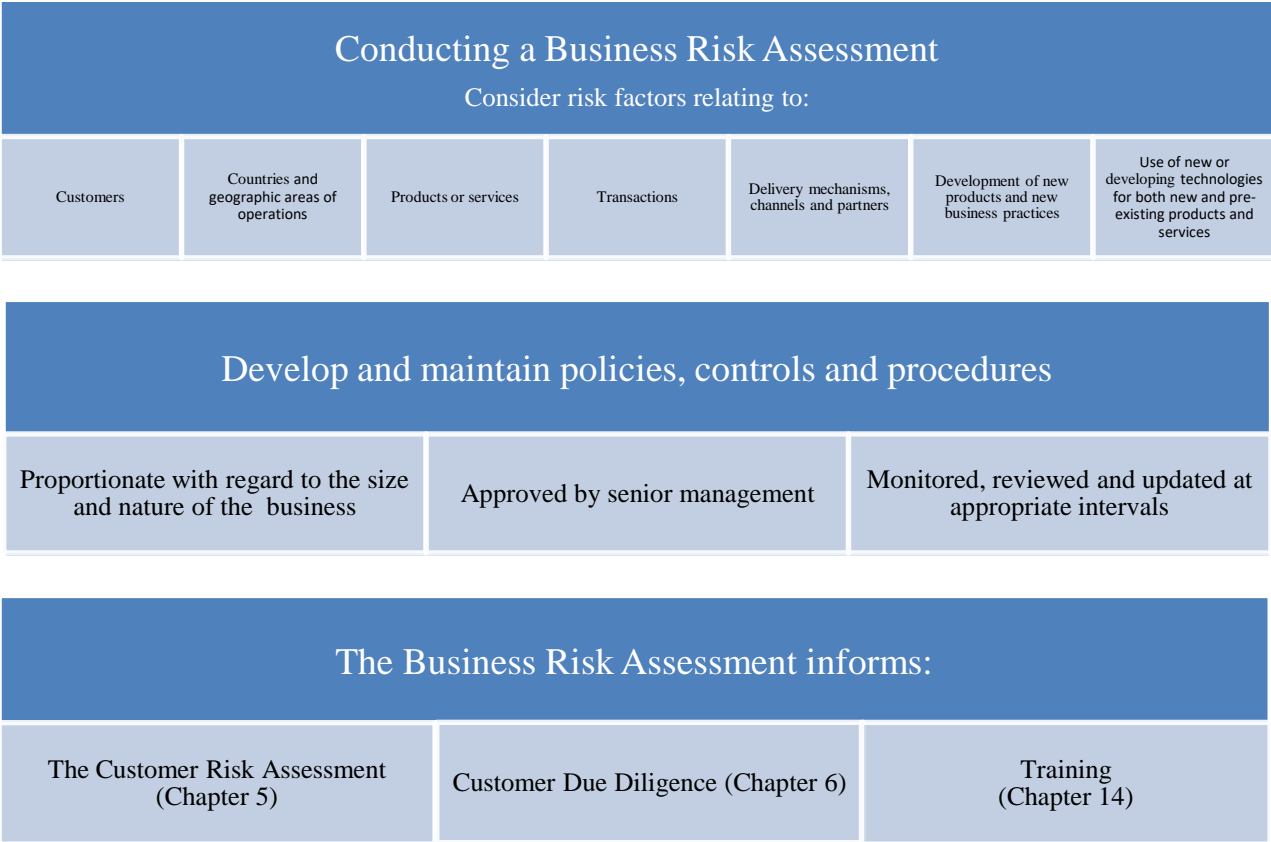 Conducting a Business Risk Assessment
Consider risk factors relating to:
Customers
Countries and
geographic areas of
operations
Products or services
Transactions
Delivery mechanisms,
channels and partners
Development of new
products and new
business practices
Use of new or
developing technologies
for both new and pre-
existing products and
services
Develop and maintain policies, controls and procedures
Proportionate with regard to the size
and nature of the business
Approved by senior management
Monitored, reviewed and updated at
appropriate intervals
The Business Risk Assessment informs:
The Customer Risk Assessment
(Chapter 5)
Customer Due Diligence (Chapter 6)
Training
(Chapter 14)